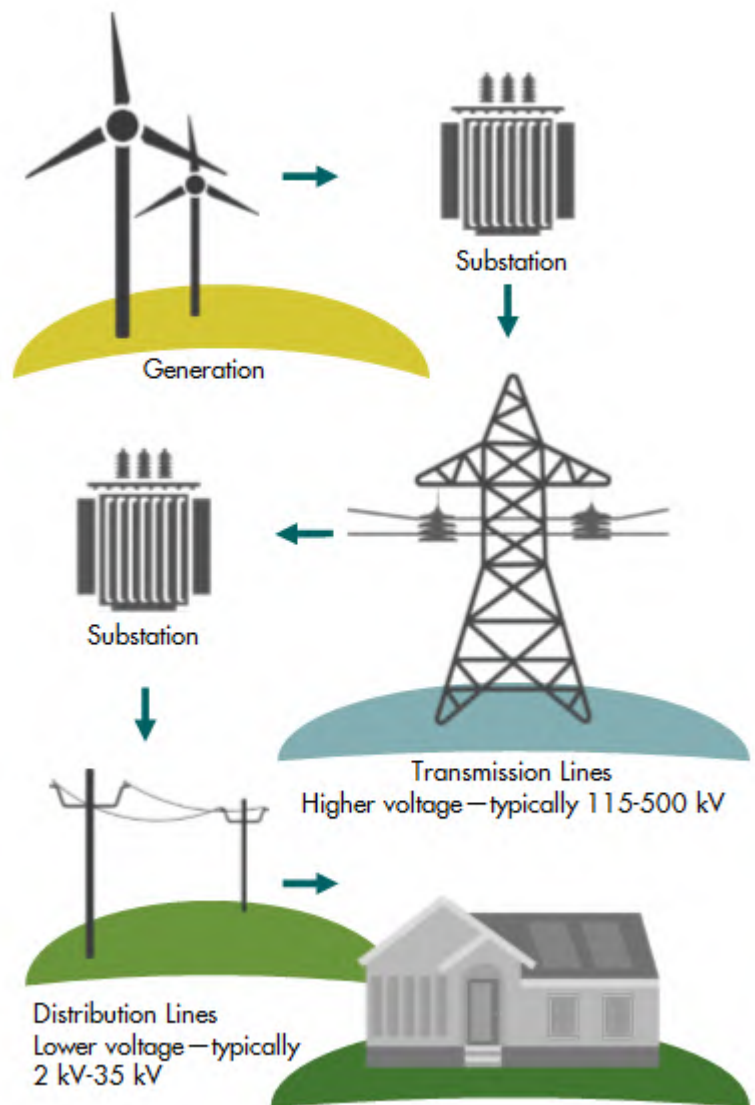 Substation
Generation
Substation
Transmission Lines
Higher voltage—typically 115-500 kV
Distribution Lines
Lower voltage—typically
2 kV-35 kV